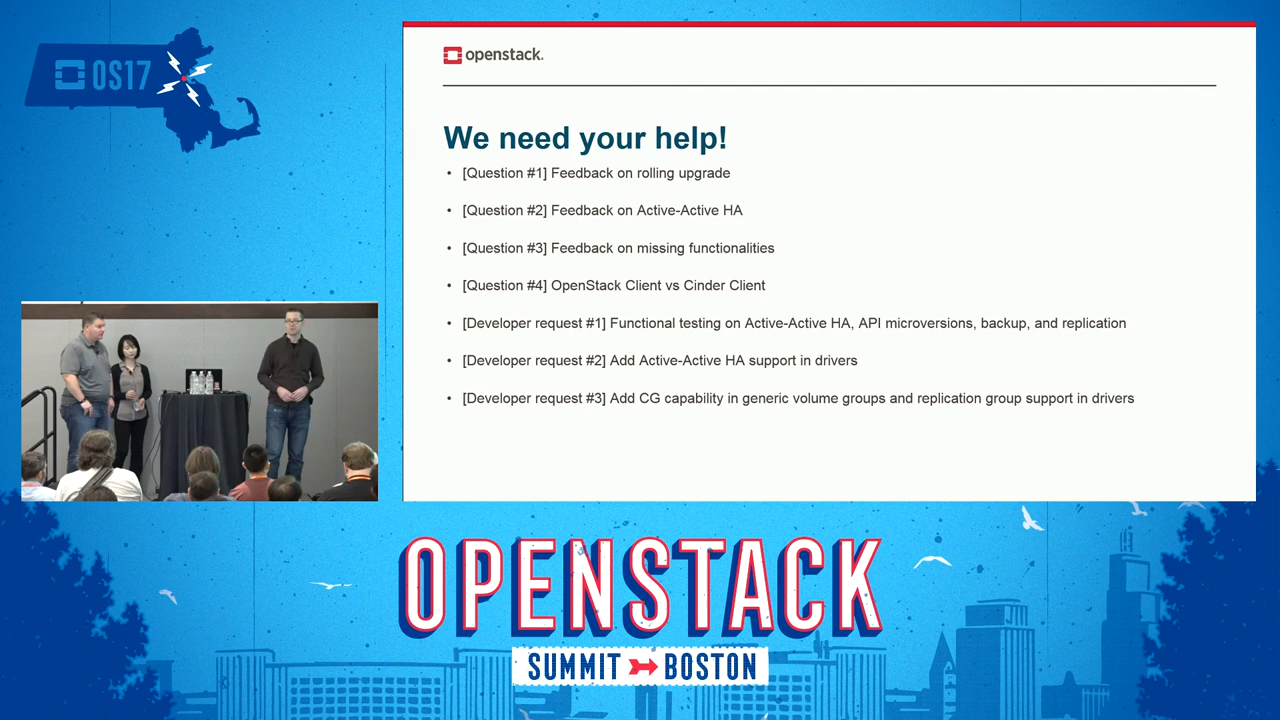 OS17
openstack.
We need your help!
• [Question #1] Feedback on rolling upgrade
• [Question #2] Feedback on Active-Active HA
• [Question #3] Feedback on missing functionalities
• [Question #4] OpenStack Client vs Cinder Client
• [Developer request #1] Functional testing on Active-Active HA, API microversions, backup, and replication
• [Developer request #2] Add Active-Active HA support in drivers
• [Developer request #3] Add CG capability in generic volume groups and replication group support in drivers
OPENSTACK
SUMMIT BOSTON